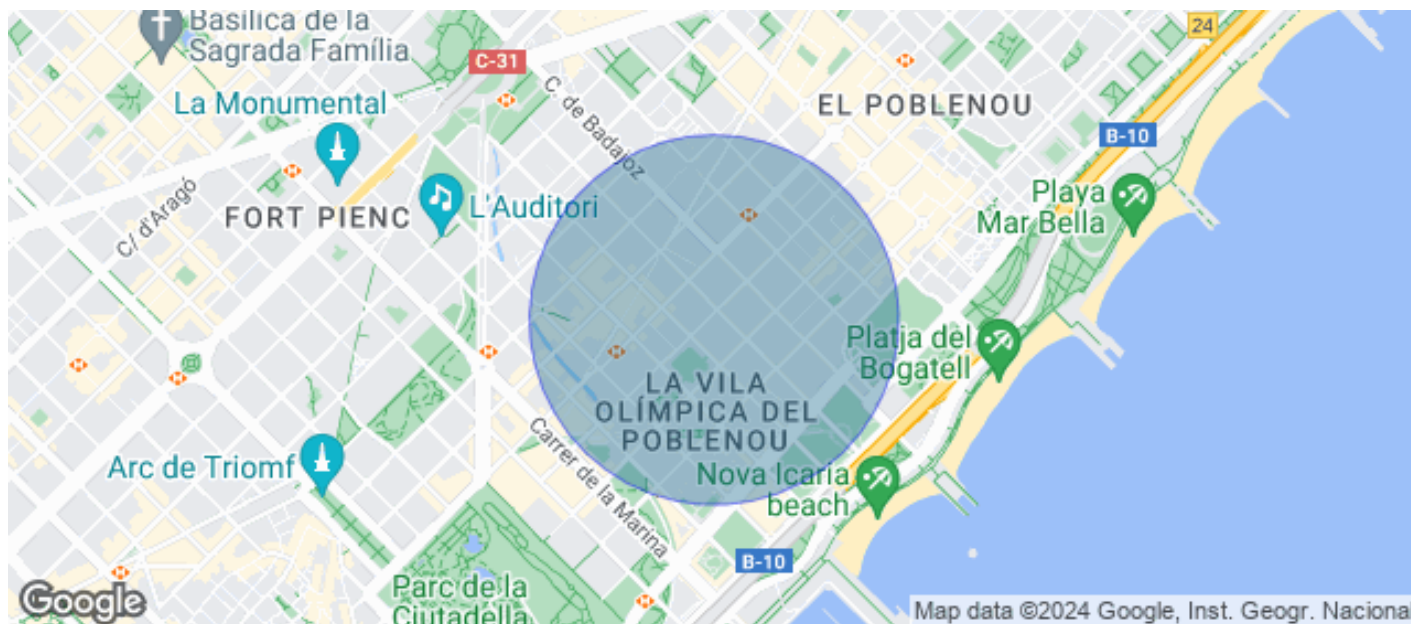 Basílica de la
Sagrada Família
24
C-31
La Monumental
C. de Badajoz
EL POBLENOU
B-10
C/ d'Aragó
FORT PIENC
L'Auditori
Playa
Mar Bella
Platja del
Bogatell
LA VILA
OLÍMPICA DEL
POBLENOU
Carrer de la Marina
Arc de Triomf
Nova Icaria
beach
B-10
Parc de la
Ciutadella
Google
Map data ©2024 Google, Inst. Geogr. Nacional